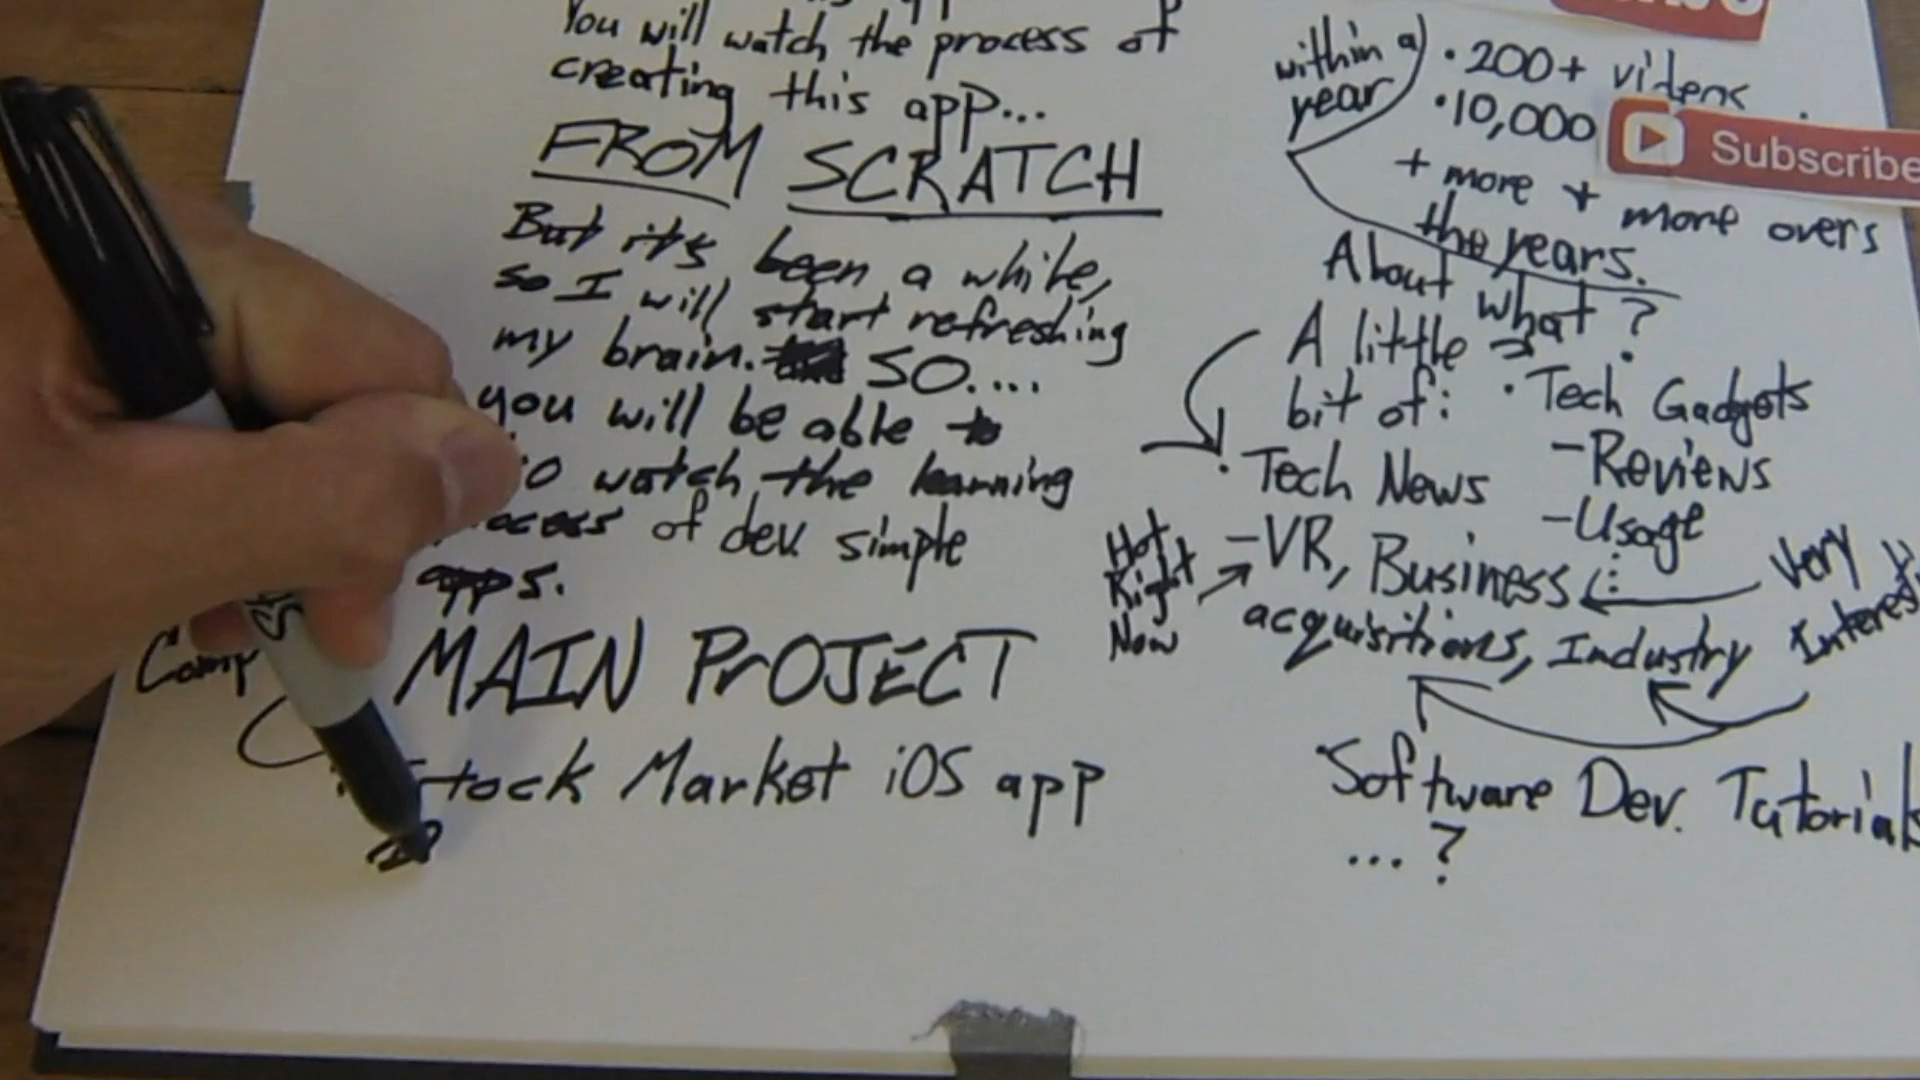 You will watch the process of
creating this app...
FROM SCRATCH
But it's been a while,
so I will start refreshing
my brain. SO....
you will be able to
to watch the learning
of dev. simple
apps.
Comp
MAIN PrOJECT
Stock Market iOS app
within a
year
• 200+ videos
• 10,000
Subscribe
+ more + more overs
the years.
About what?
A little
bit of:
• Tech Gadgets
- Reviews
- Usage
• Tech News
Hot
Right
Now
- VR, Business
acquisitions, Industry
Very
Software Dev. Tutorials
... ?